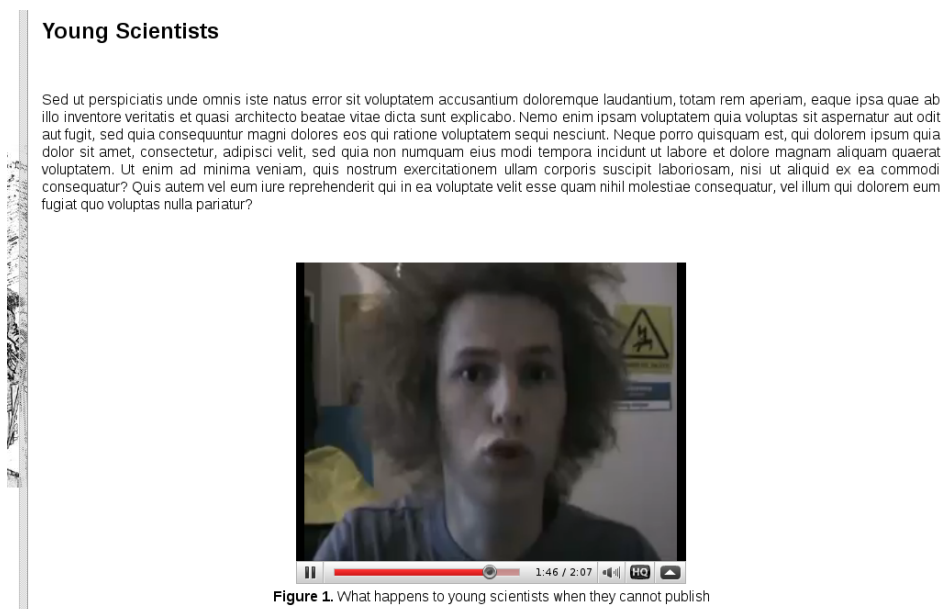 Young Scientists
Sed ut perspiciatis unde omnis iste natus error sit voluptatem accusantium doloremque laudantium, totam rem aperiam, eaque ipsa quae ab
illo inventore veritatis et quasi architecto beatae vitae dicta sunt explicabo. Nemo enim ipsam voluptatem quia voluptas sit aspernatur aut odit
aut fugit, sed quia consequuntur magni dolores eos qui ratione voluptatem sequi nesciunt. Neque porro quisquam est, qui dolorem ipsum quia
dolor sit amet, consectetur, adipisci velit, sed quia non numquam eius modi tempora incidunt ut labore et dolore magnam aliquam quaerat
voluptatem. Ut enim ad minima veniam, quis nostrum exercitationem ullam corporis suscipit laboriosam, nisi ut aliquid ex ea commodi
consequatur? Quis autem vel eum iure reprehenderit qui in ea voluptate velit esse quam nihil molestiae consequatur, vel illum qui dolorem eum
fugiat quo voluptas nulla pariatur?
1:46 / 2:07 HQ
Figure 1. What happens to young scientists when they cannot publish